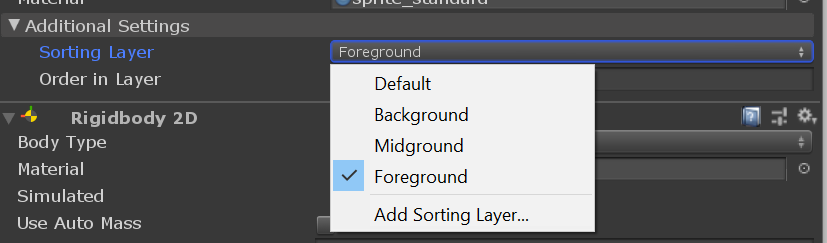 Material sprite_standard
Additional Settings
Sorting Layer Foreground
Order in Layer
Default
Background
Midground
Foreground
Add Sorting Layer...
Rigidbody 2D
Body Type
Material
Simulated
Use Auto Mass